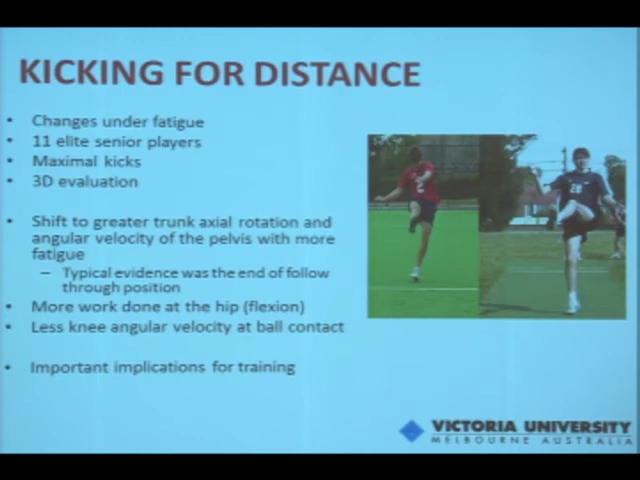 KICKING FOR DISTANCE
• Changes under fatigue
• 11 elite senior players
• Maximal kicks
• 3D evaluation
• Shift to greater trunk axial rotation and
angular velocity of the pelvis with more
fatigue
– Typical evidence was the end of follow
through position
• More work done at the hip (flexion)
• Less knee angular velocity at ball contact
• Important implications for training
2
28
VICTORIA UNIVERSITY
MELBOURNE AUSTRALIA